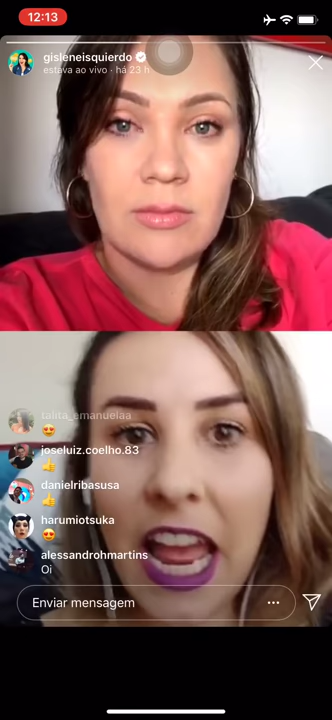 12:13
gisleneisquierdo
estava ao vivo · há 23 h
talita_emanuelaa
joseluiz.coelho.83
danielribasusa
harumiotsuka
alessandrohmartins
Oi
Enviar mensagem